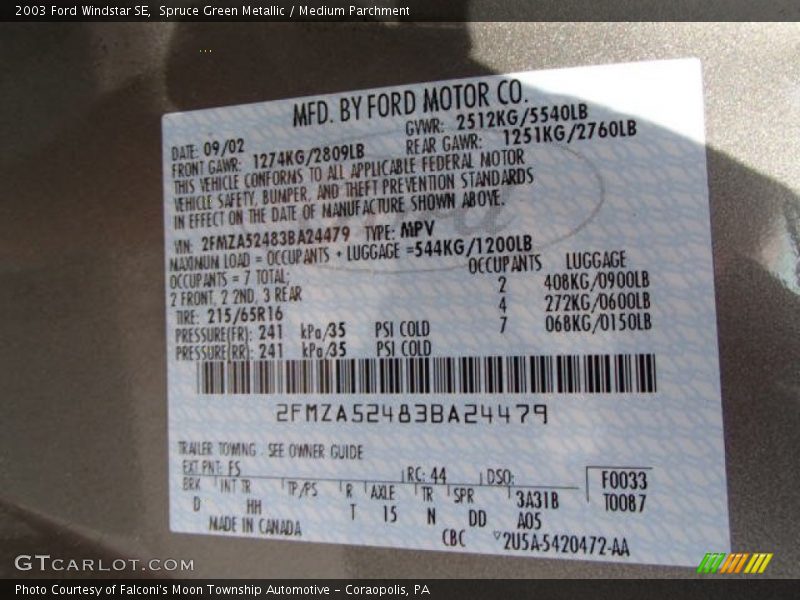 2003 Ford Windstar SE, Spruce Green Metallic / Medium Parchment
MFD. BY FORD MOTOR CO.
DATE: 09/02 GVWR: 2512KG/5540LB
FRONT GAWR: 1274KG/2809LB REAR GAWR: 1251KG/2760LB
THIS VEHICLE CONFORMS TO ALL APPLICABLE FEDERAL MOTOR
VEHICLE SAFETY, BUMPER, AND THEFT PREVENTION STANDARDS
IN EFFECT ON THE DATE OF MANUFACTURE SHOWN ABOVE.
VIN: 2FMZA52483BA24479 TYPE: MPV
MAXIMUM LOAD = OCCUPANTS + LUGGAGE =544KG/1200LB
OCCUPANTS = 7 TOTAL; OCCUPANTS LUGGAGE
2 FRONT, 2 2ND, 3 REAR 2 408KG/0900LB
TIRE: 215/65R16 4 272KG/0600LB
PRESSURE(FR): 241 kPa/35 PSI COLD 7 068KG/0150LB
PRESSURE(RR): 241 kPa/35 PSI COLD
2FMZA52483BA24479
TRAILER TOWING - SEE OWNER GUIDE
EXT PNT: FS RC: 44 DSO: F0033
BRK INT TR TP/PS R AXLE TR SPR 3A31B T0087
D HH T 15 N DD A05
MADE IN CANADA CBC 2U5A-5420472-AA
GTCARLOT.COM
Photo Courtesy of Falconi's Moon Township Automotive - Coraopolis, PA